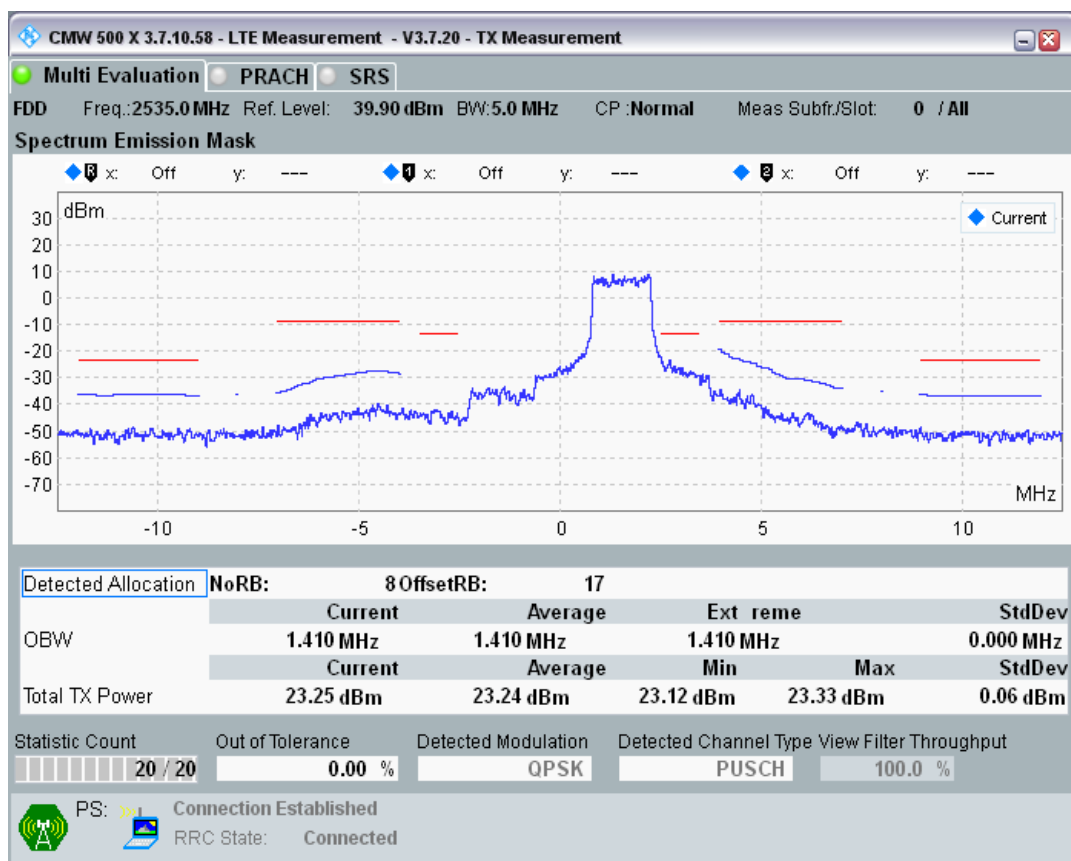 CMW 500 X 3.7.10.58 - LTE Measurement - V3.7.20 - TX Measurement
Multi Evaluation PRACH SRS
FDD Freq.:2535.0 MHz Ref. Level: 39.90 dBm BW:5.0 MHz CP :Normal Meas Subfr./Slot: 0 / All
Spectrum Emission Mask
R x: Off y: --- 1 x: Off y: --- 2 x: Off y: ---
dBm
Current
30
20
10
0
-10
-20
-30
-40
-50
-60
-70
MHz
-10 -5 0 5 10
Detected Allocation NoRB: 8 OffsetRB: 17
Current Average Ext reme StdDev
OBW 1.410 MHz 1.410 MHz 1.410 MHz 0.000 MHz
Current Average Min Max StdDev
Total TX Power 23.25 dBm 23.24 dBm 23.12 dBm 23.33 dBm 0.06 dBm
Statistic Count Out of Tolerance Detected Modulation Detected Channel Type View Filter Throughput
20 / 20 0.00 % QPSK PUSCH 100.0 %
PS: Connection Established
RRC State: Connected